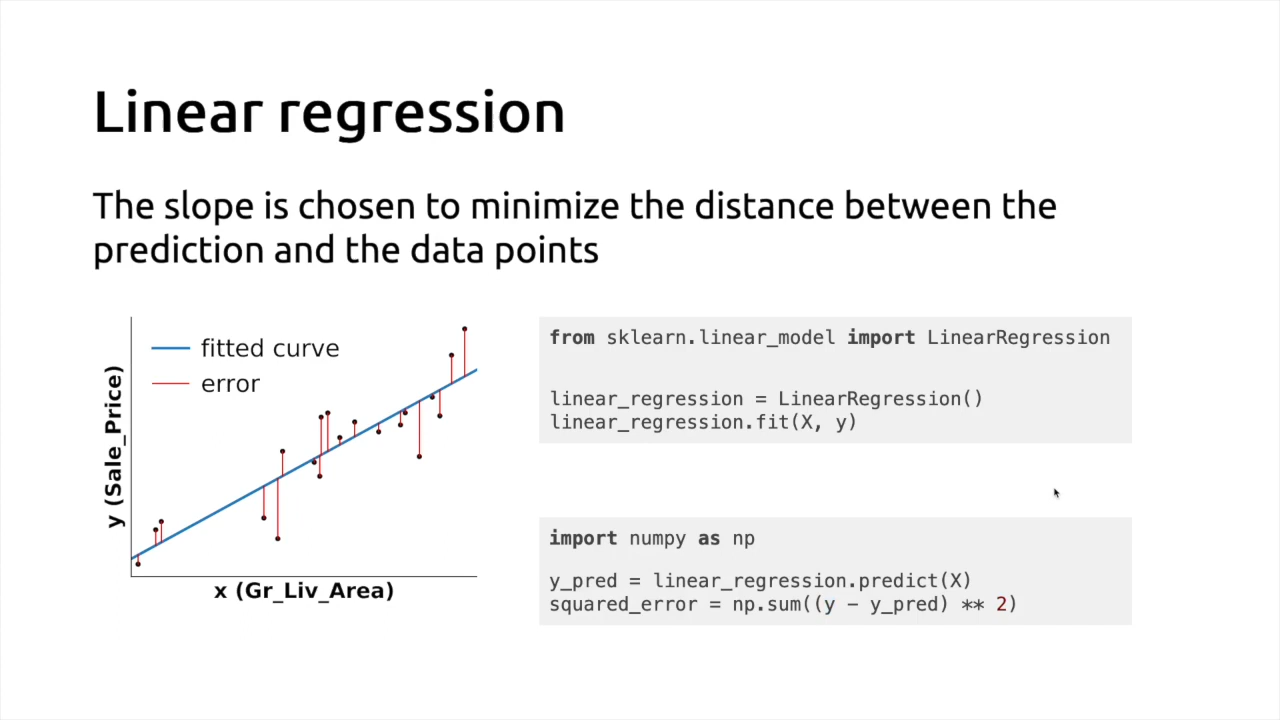 Linear regression
The slope is chosen to minimize the distance between the
prediction and the data points
fitted curve
error
y (Sale_Price)
x (Gr_Liv_Area)
from sklearn.linear_model import LinearRegression
linear_regression = LinearRegression()
linear_regression.fit(X, y)
import numpy as np
y_pred = linear_regression.predict(X)
squared_error = np.sum((y - y_pred) ** 2)